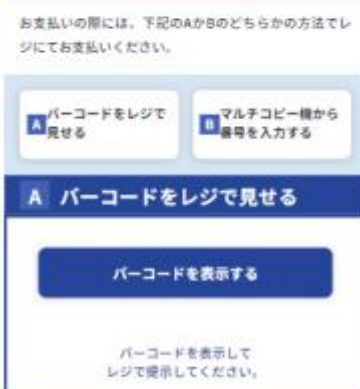 お支払いの際には、下記のAかBのどちらかの方法でレ
ジにてお支払いください。
A バーコードをレジで
見せる
B マルチコピー機から
番号を入力する
A バーコードをレジで見せる
バーコードを表示する
バーコードを表示して
レジで提示してください。